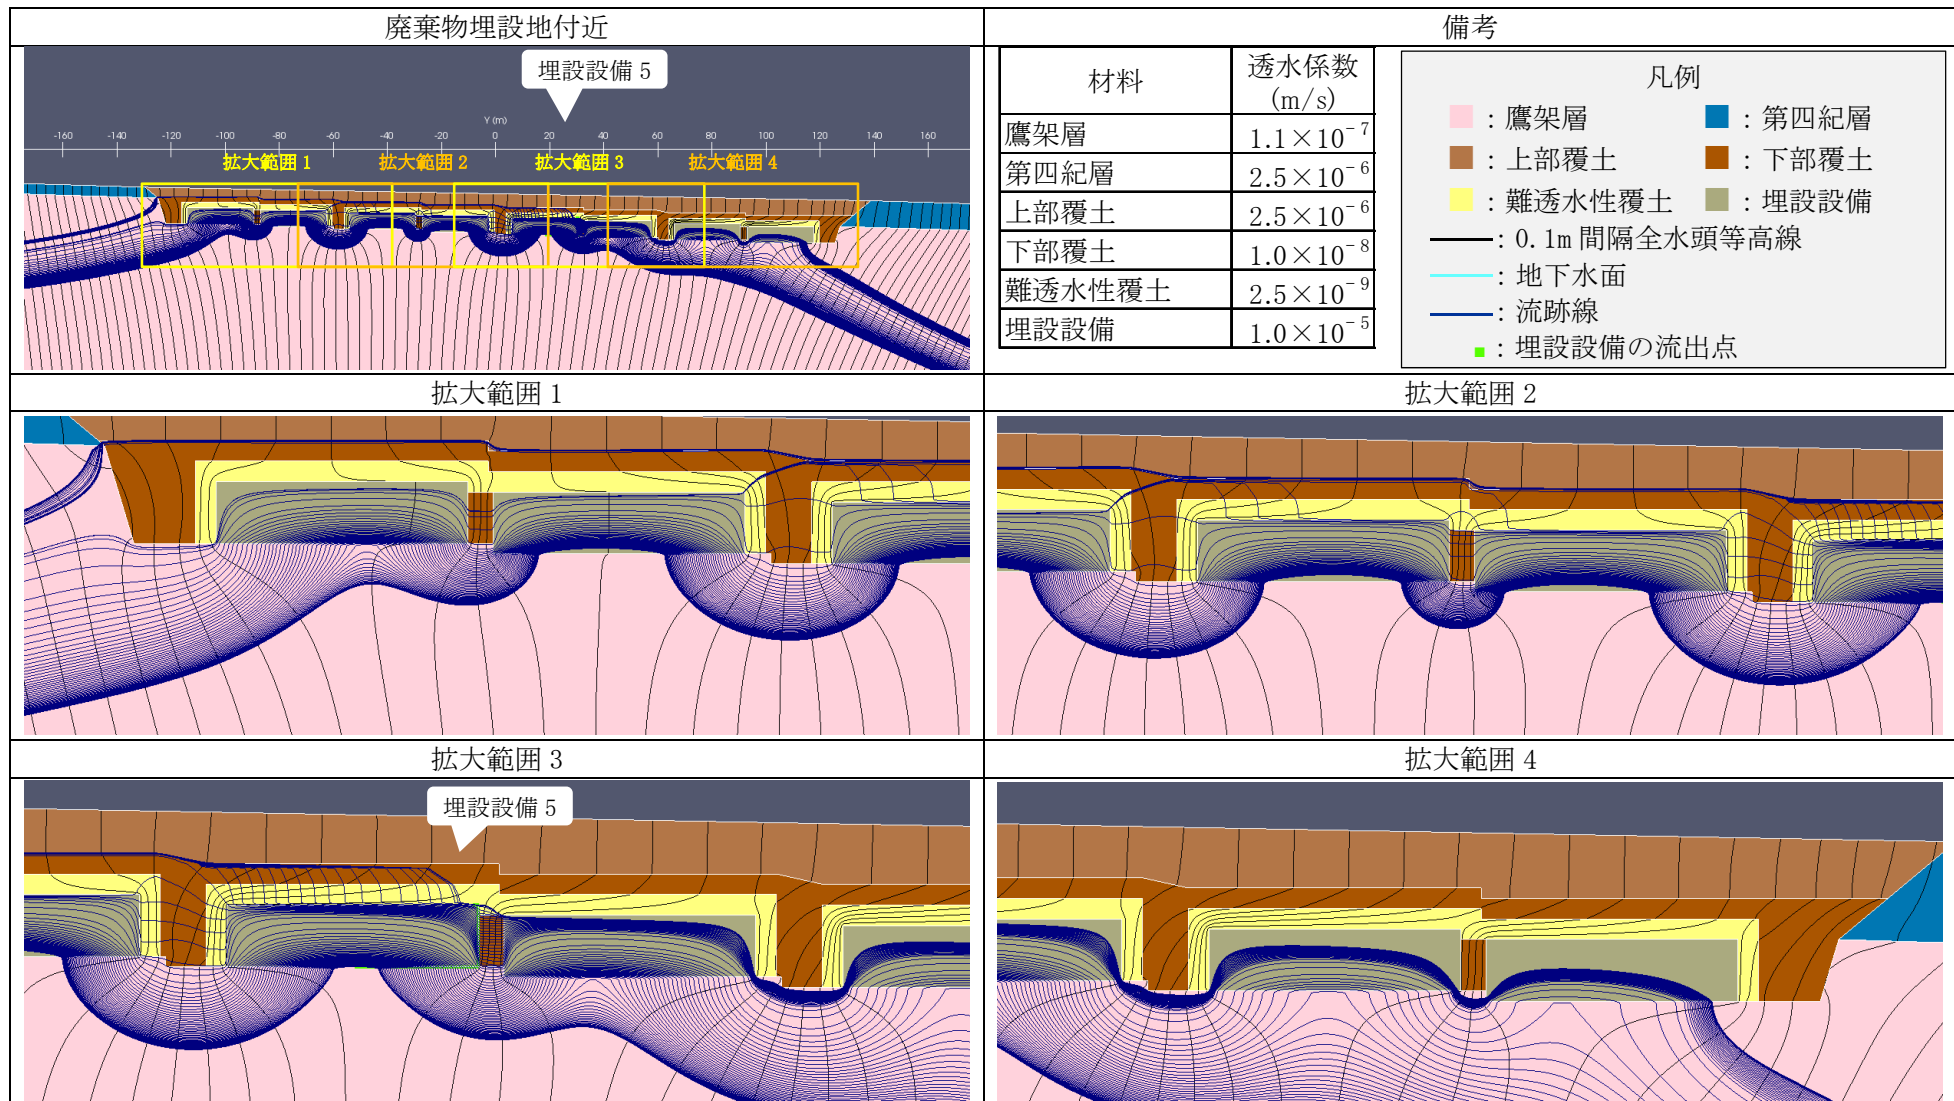 廃棄物埋設地付近
備考
埋設設備 5
Y (m)
-160 -140 -120 -100 -80 -60 -40 -20 0 20 40 60 80 100 120 140 160
拡大範囲 1 拡大範囲 2 拡大範囲 3 拡大範囲 4
材料 透水係数 (m/s)
鷹架層 1.1×10⁻⁷
第四紀層 2.5×10⁻⁶
上部覆土 2.5×10⁻⁶
下部覆土 1.0×10⁻⁸
難透水性覆土 2.5×10⁻⁹
埋設設備 1.0×10⁻⁵
凡例
：鷹架層 ：第四紀層
：上部覆土 ：下部覆土
：難透水性覆土 ：埋設設備
：0.1m 間隔全水頭等高線
：地下水面
：流跡線
：埋設設備の流出点
拡大範囲 1
拡大範囲 2
拡大範囲 3
拡大範囲 4
埋設設備 5